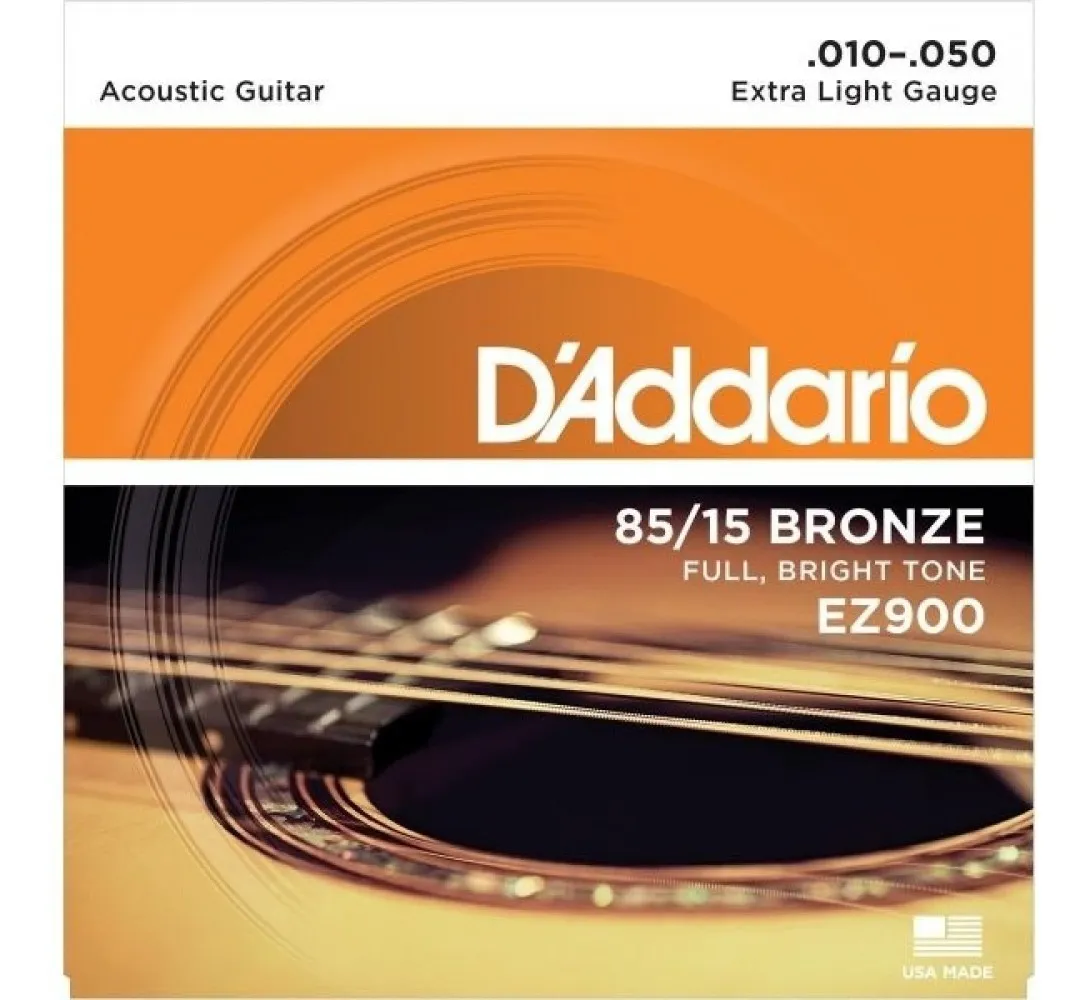 Acoustic Guitar
.010–.050
Extra Light Gauge
D'Addario
85/15 BRONZE
FULL, BRIGHT TONE
EZ900
USA MADE